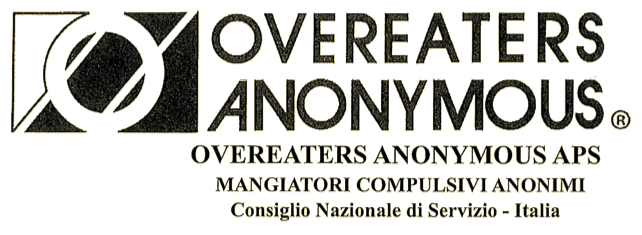 OVEREATERS
ANONYMOUS®
OVEREATERS ANONYMOUS APS
MANGIATORI COMPULSIVI ANONIMI
Consiglio Nazionale di Servizio - Italia